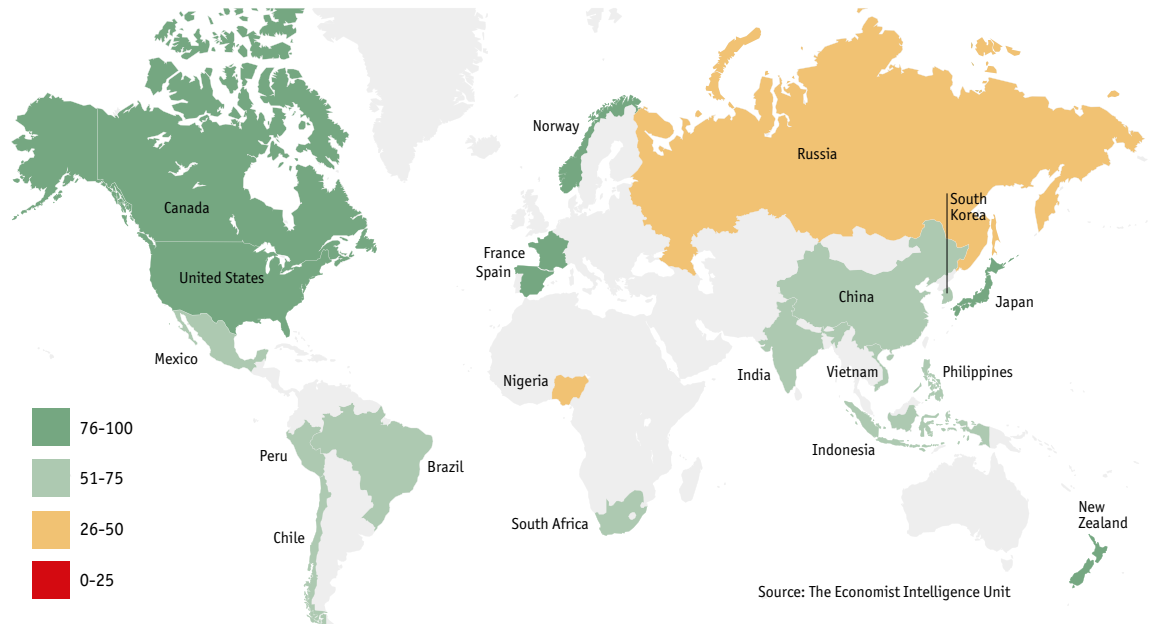 Norway
Russia
South
Korea
Canada
France
Spain
United States
China
Japan
Mexico
India
Vietnam
Philippines
Nigeria
76-100
Peru
Brazil
Indonesia
51-75
New
Zealand
South Africa
26-50
Chile
0-25
Source: The Economist Intelligence Unit